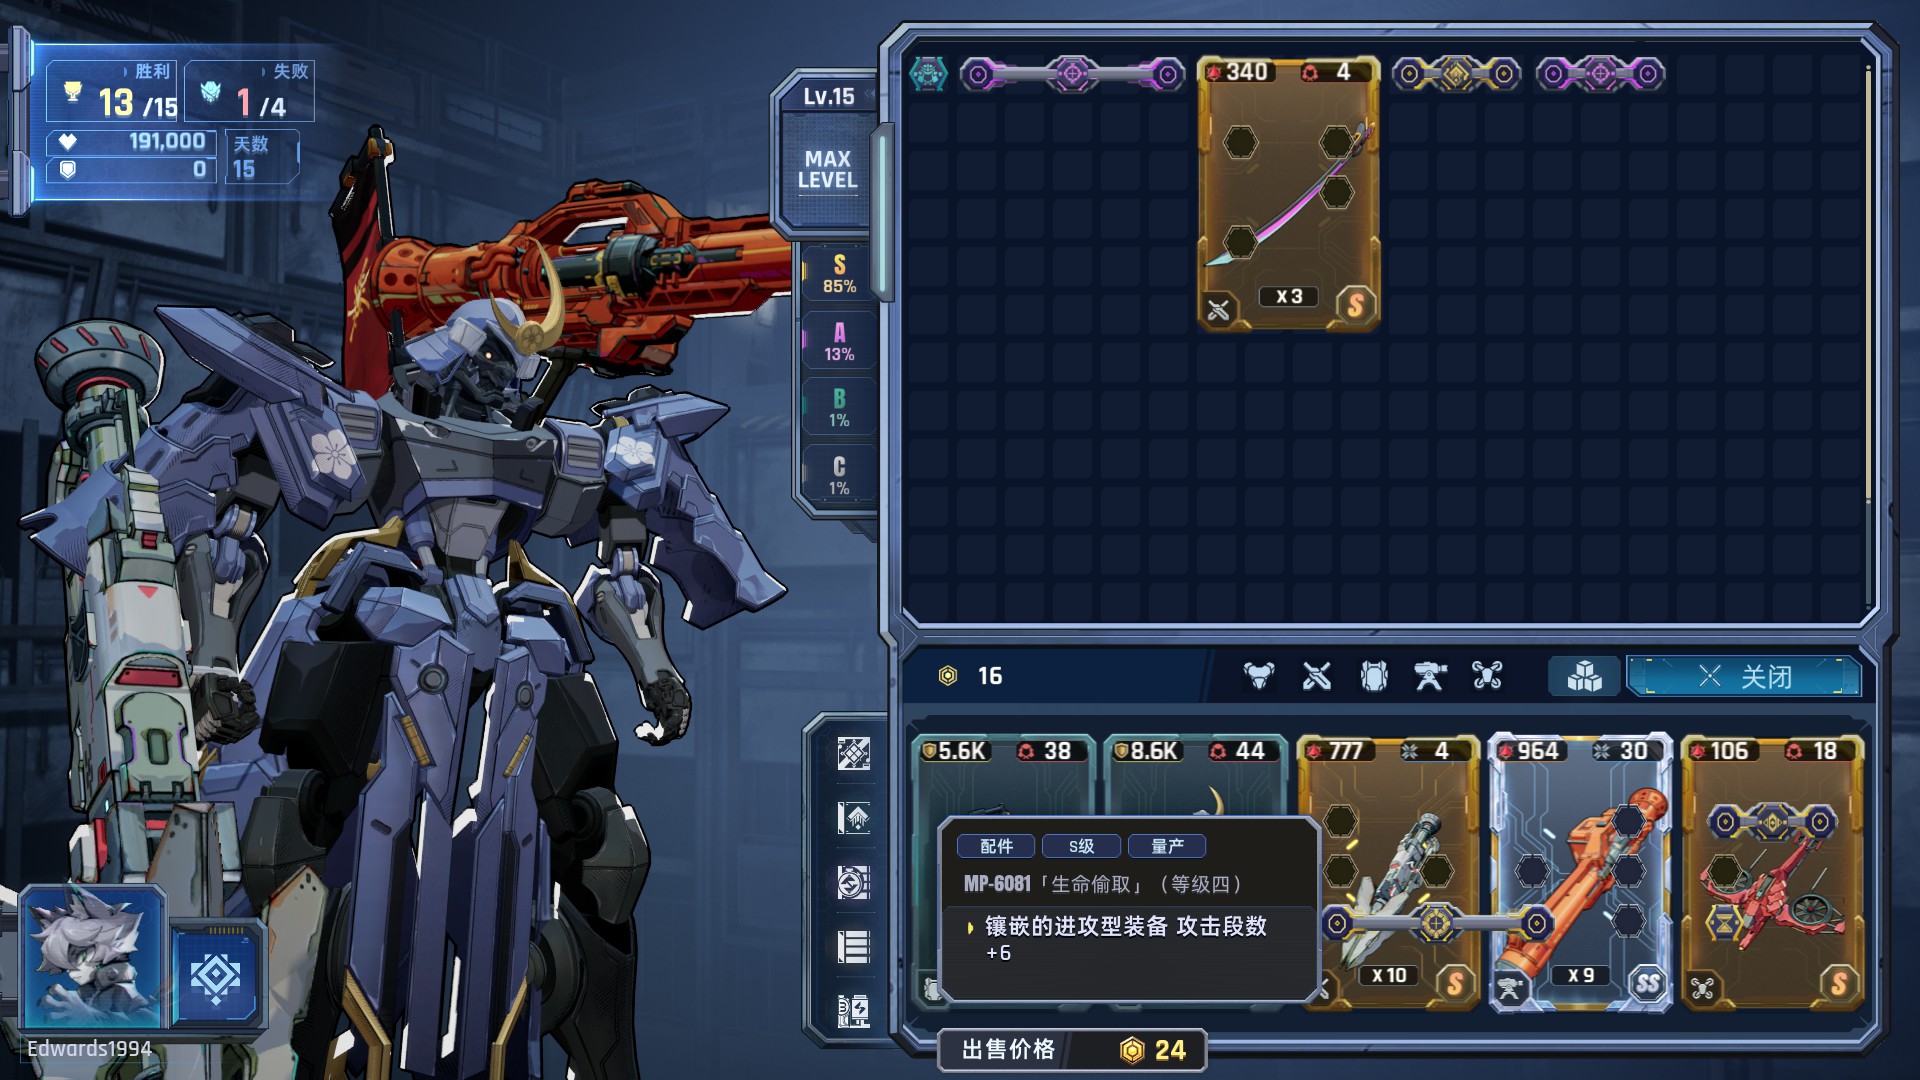 胜利
失败
13 /15
1 /4
191,000
0
天数
15
Lv.15
MAX
LEVEL
S
85%
A
13%
B
1%
C
1%
340
4
x 3
S
16
关闭
5.6K
38
8.6K
44
777
4
964
30
106
18
配件
S级
量产
MP-6081「生命偷取」（等级四）
镶嵌的进攻型装备 攻击段数
+6
x 10
S
x 9
SS
S
出售价格
24
Edwards1994